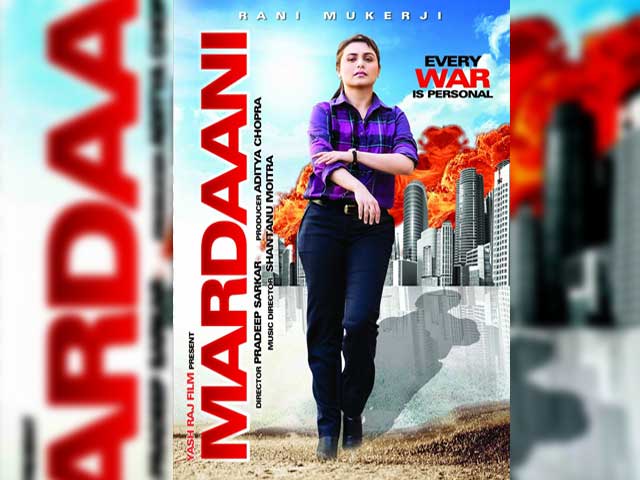 RANI MUKERJI
EVERY
WAR
IS PERSONAL
MARDAANI
DIRECTOR PRADEEP SARKAR PRODUCER ADITYA CHOPRA
MUSIC DIRECTOR SHANTANU MOITRA
YASH RAJ FILM PRESENT
ARDAA